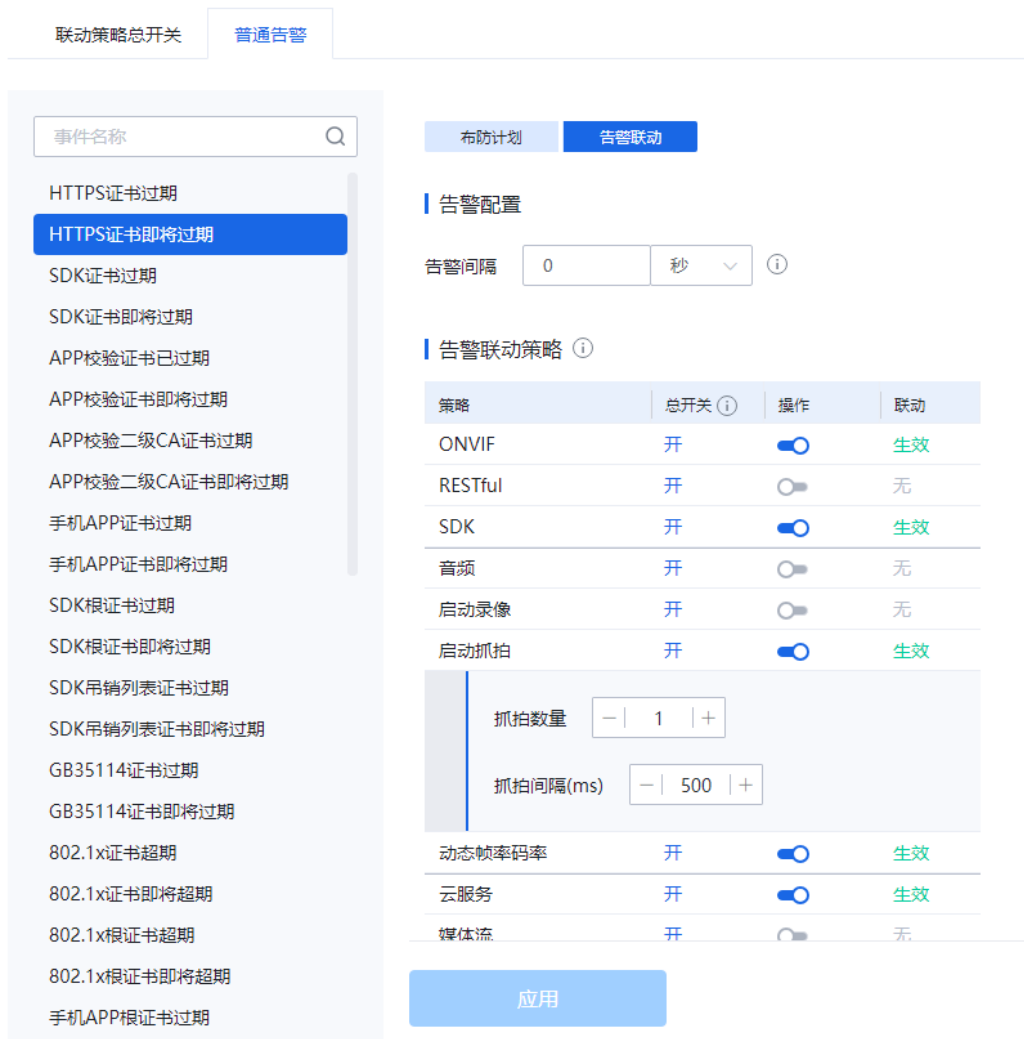 联动策略总开关 普通告警
事件名称
HTTPS证书过期
HTTPS证书即将过期
SDK证书过期
SDK证书即将过期
APP校验证书已过期
APP校验证书即将过期
APP校验二级CA证书过期
APP校验二级CA证书即将过期
手机APP证书过期
手机APP证书即将过期
SDK根证书过期
SDK根证书即将过期
SDK吊销列表证书过期
SDK吊销列表证书即将过期
GB35114证书过期
GB35114证书即将过期
802.1x证书超期
802.1x证书即将超期
802.1x根证书超期
802.1x根证书即将超期
手机APP根证书过期
布防计划 告警联动
告警配置
告警间隔 0 秒
告警联动策略
策略 总开关 操作 联动
ONVIF 开 生效
RESTful 开 无
SDK 开 生效
音频 开 无
启动录像 开 无
启动抓拍 开 生效
抓拍数量 1
抓拍间隔(ms) 500
动态帧率码率 开 生效
云服务 开 生效
媒体流 开 无
应用